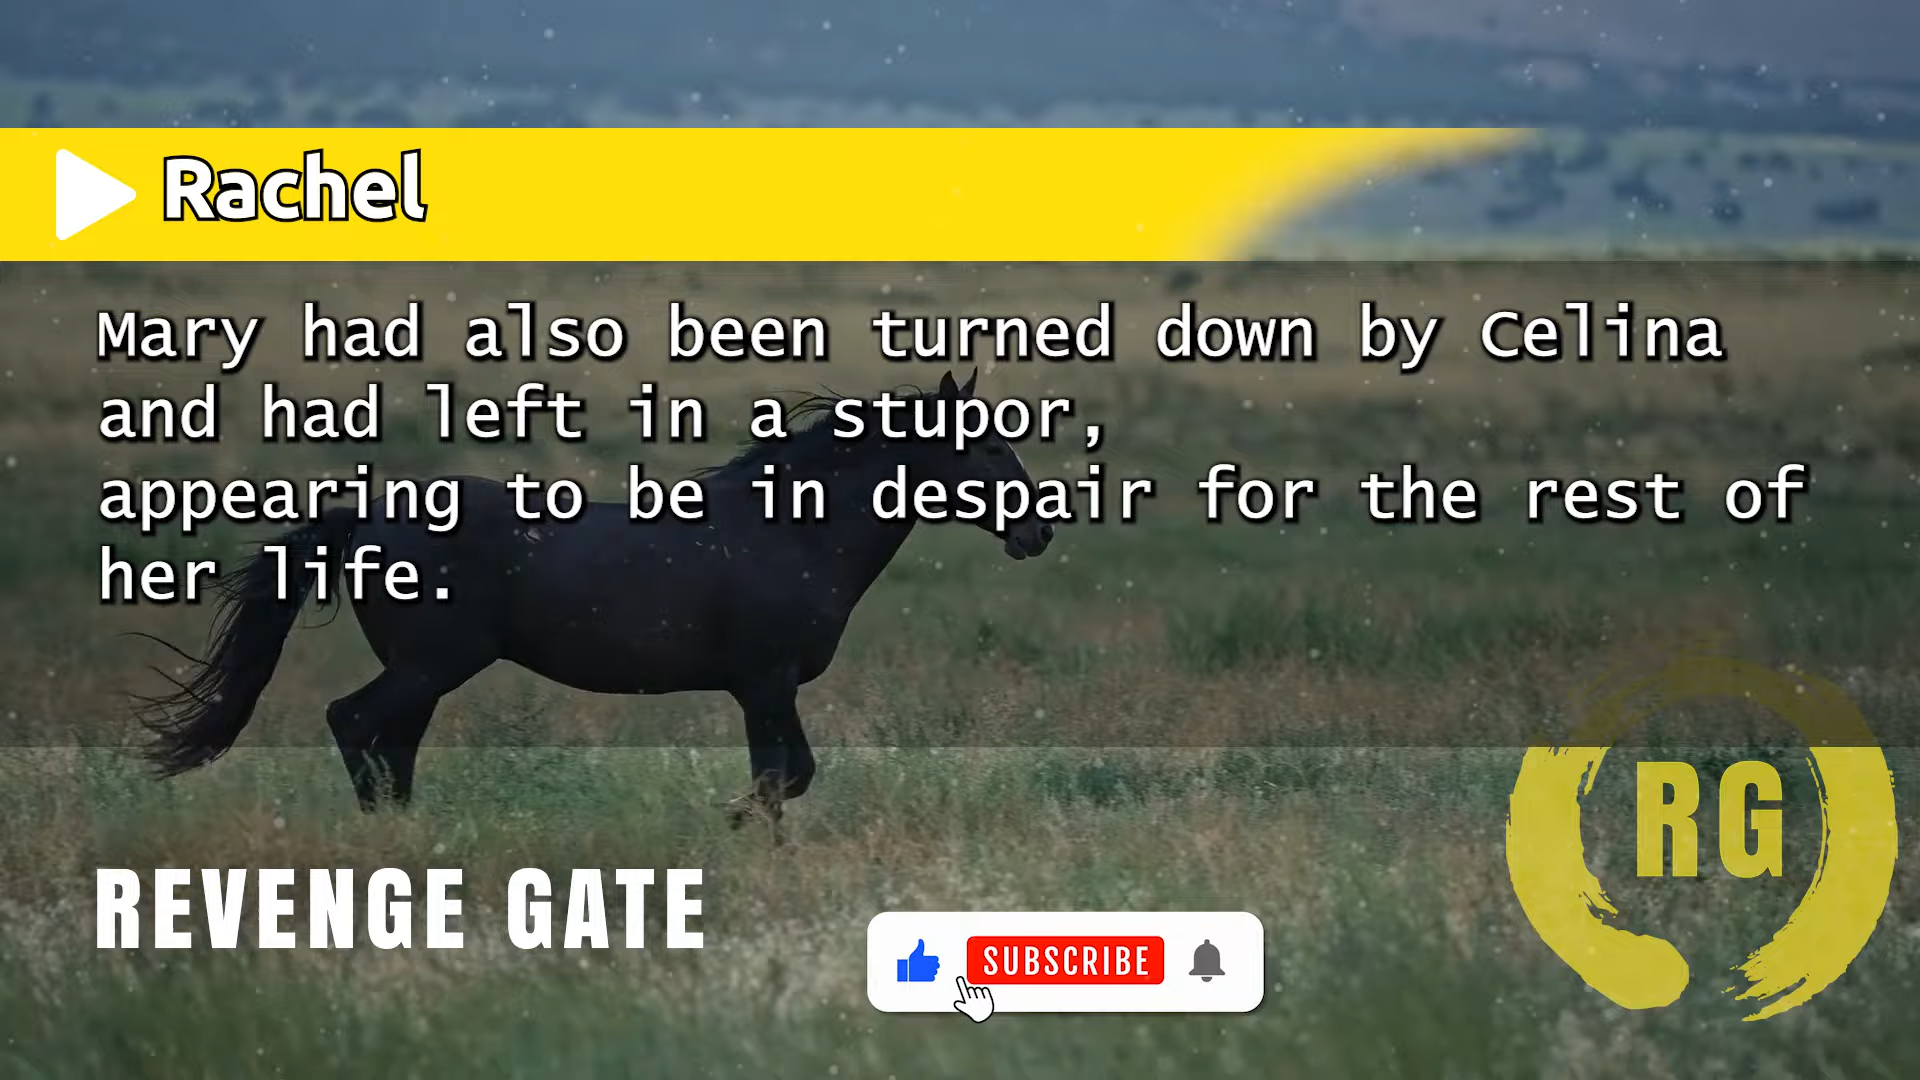 Rachel
Mary had also been turned down by Celina
and had left in a stupor,
appearing to be in despair for the rest of
her life.
RG
REVENGE GATE
SUBSCRIBE